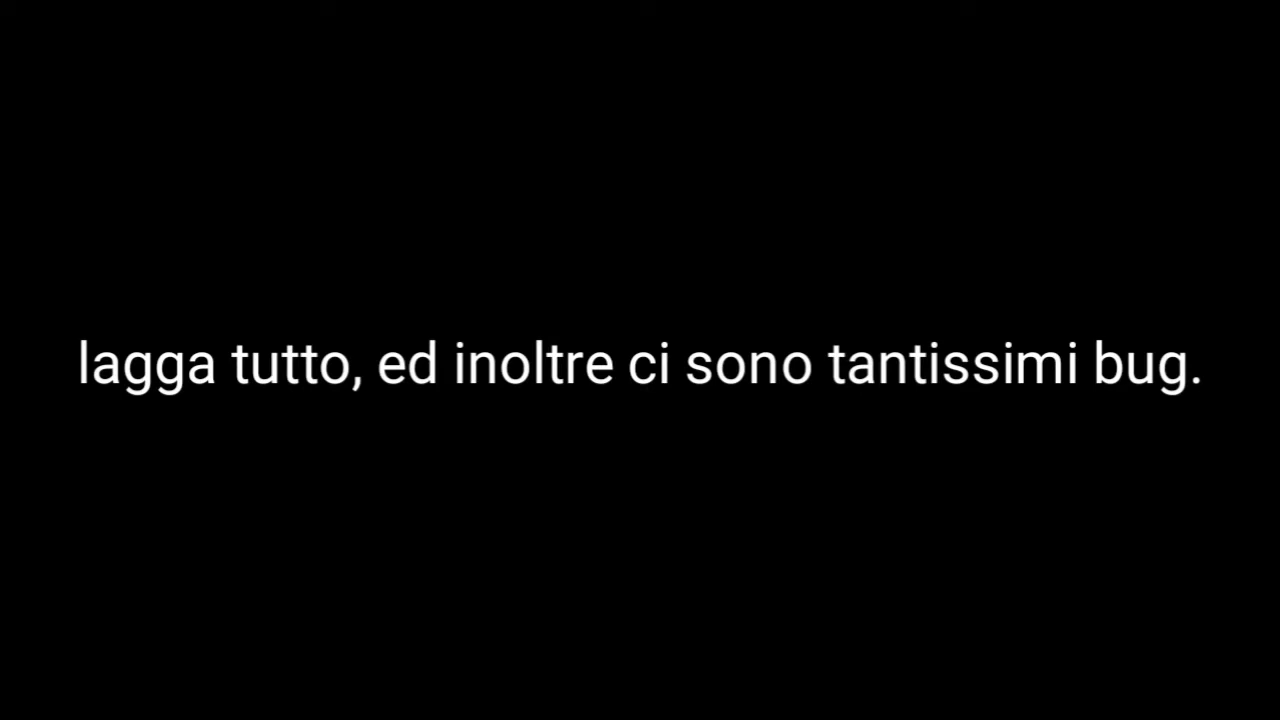 lagga tutto, ed inoltre ci sono tantissimi bug.